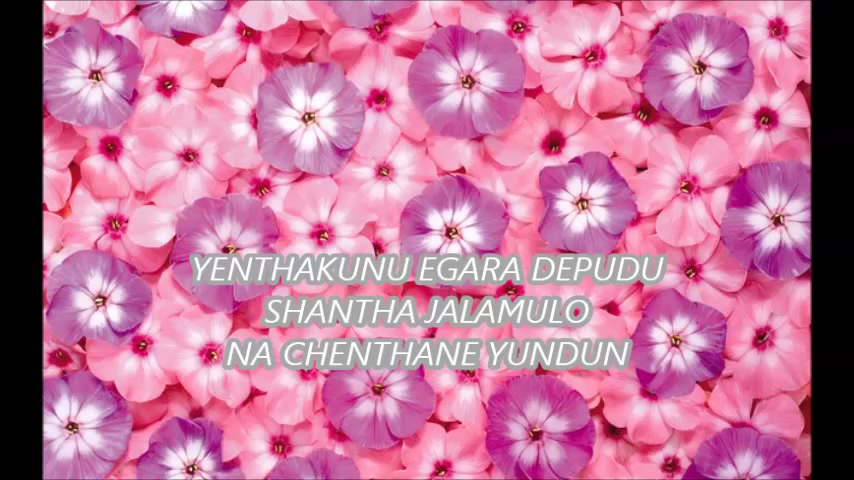 YENTHAKUNU EGARA DEPUDU
SHANTHA JALAMULO
NA CHENTHANE YUNDUN